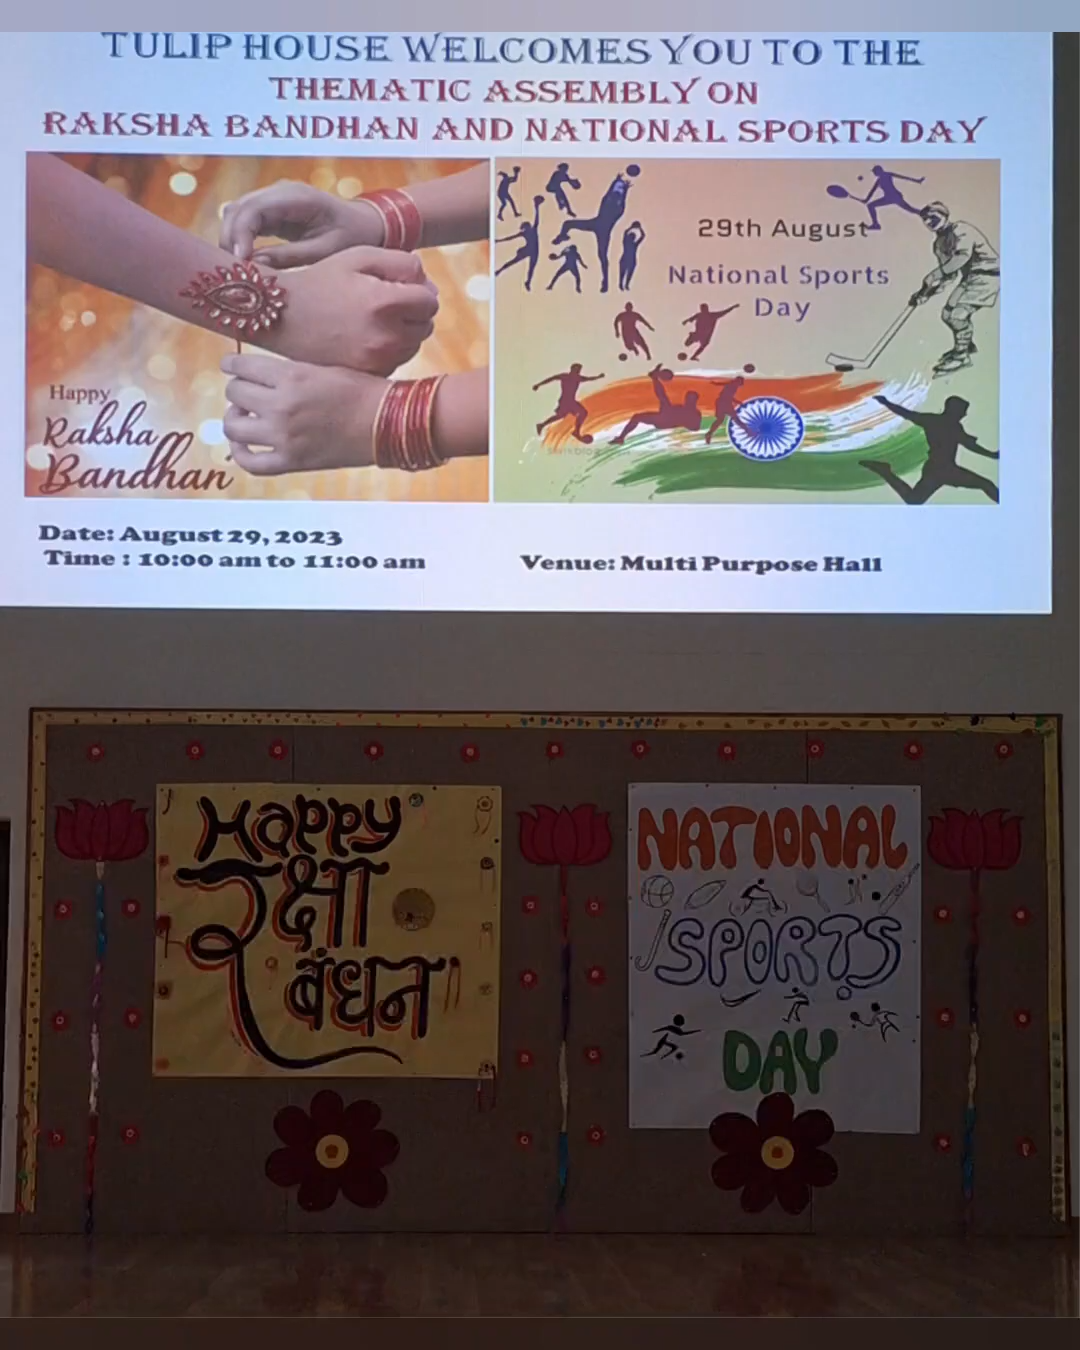 TULIP HOUSE WELCOMES YOU TO THE
THEMATIC ASSEMBLY ON
RAKSHA BANDHAN AND NATIONAL SPORTS DAY
Happy
Raksha
Bandhan
29th August
National Sports
Day
Date: August 29, 2023
Time : 10:00 am to 11:00 am
Venue: Multi Purpose Hall
Happy
रक्षा
बंधन
NATIONAL
SPORTS
DAY